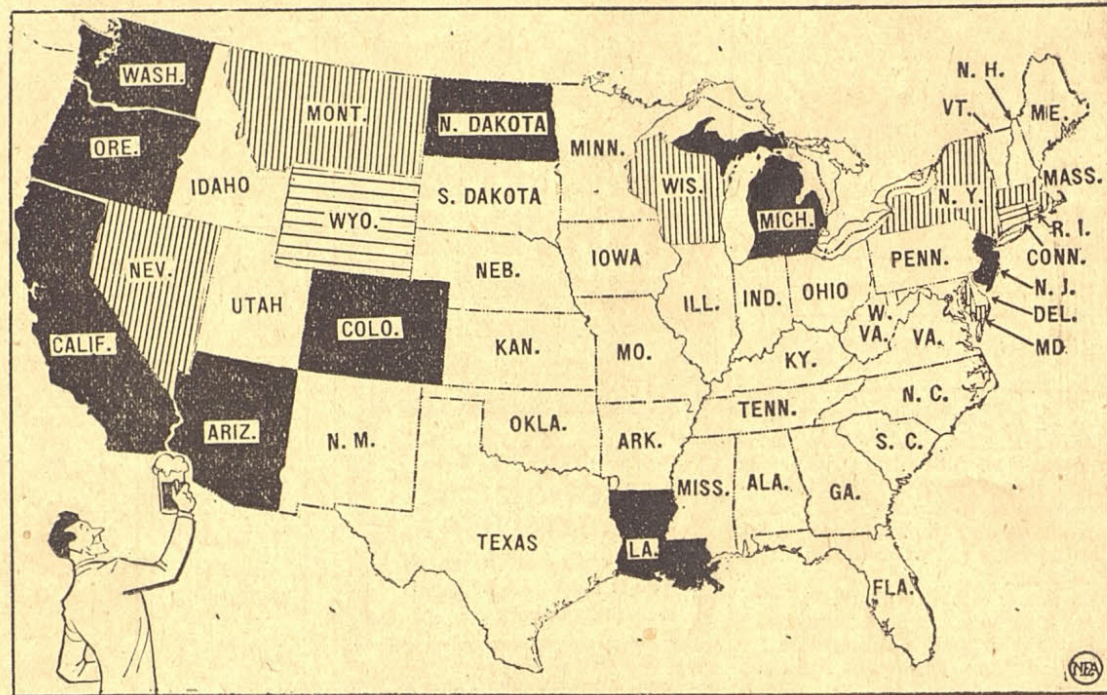 WASH.
ORE.
CALIF.
NEV.
IDAHO
MONT.
WYO.
UTAH
COLO.
ARIZ.
N. M.
N. DAKOTA
S. DAKOTA
NEB.
KAN.
OKLA.
TEXAS
MINN.
IOWA
MO.
ARK.
LA.
WIS.
ILL.
MICH.
IND.
OHIO
KY.
TENN.
MISS.
ALA.
GA.
FLA.
S. C.
N. C.
VA.
W.
VA.
PENN.
N. Y.
VT.
N. H.
ME.
MASS.
R. I.
CONN.
N. J.
DEL.
MD
NEA